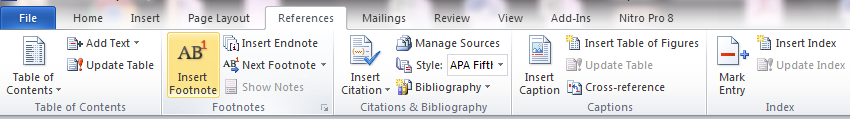 File Home Insert Page Layout References Mailings Review View Add-Ins Nitro Pro 8
Table of Contents
Add Text
Update Table
Table of Contents
AB1
Insert Footnote
Insert Endnote
AB1 Next Footnote
Show Notes
Footnotes
Insert Citation
Manage Sources
Style: APA Fifth
Bibliography
Citations & Bibliography
Insert Caption
Insert Table of Figures
Update Table
Cross-reference
Captions
Mark Entry
Insert Index
Update Index
Index